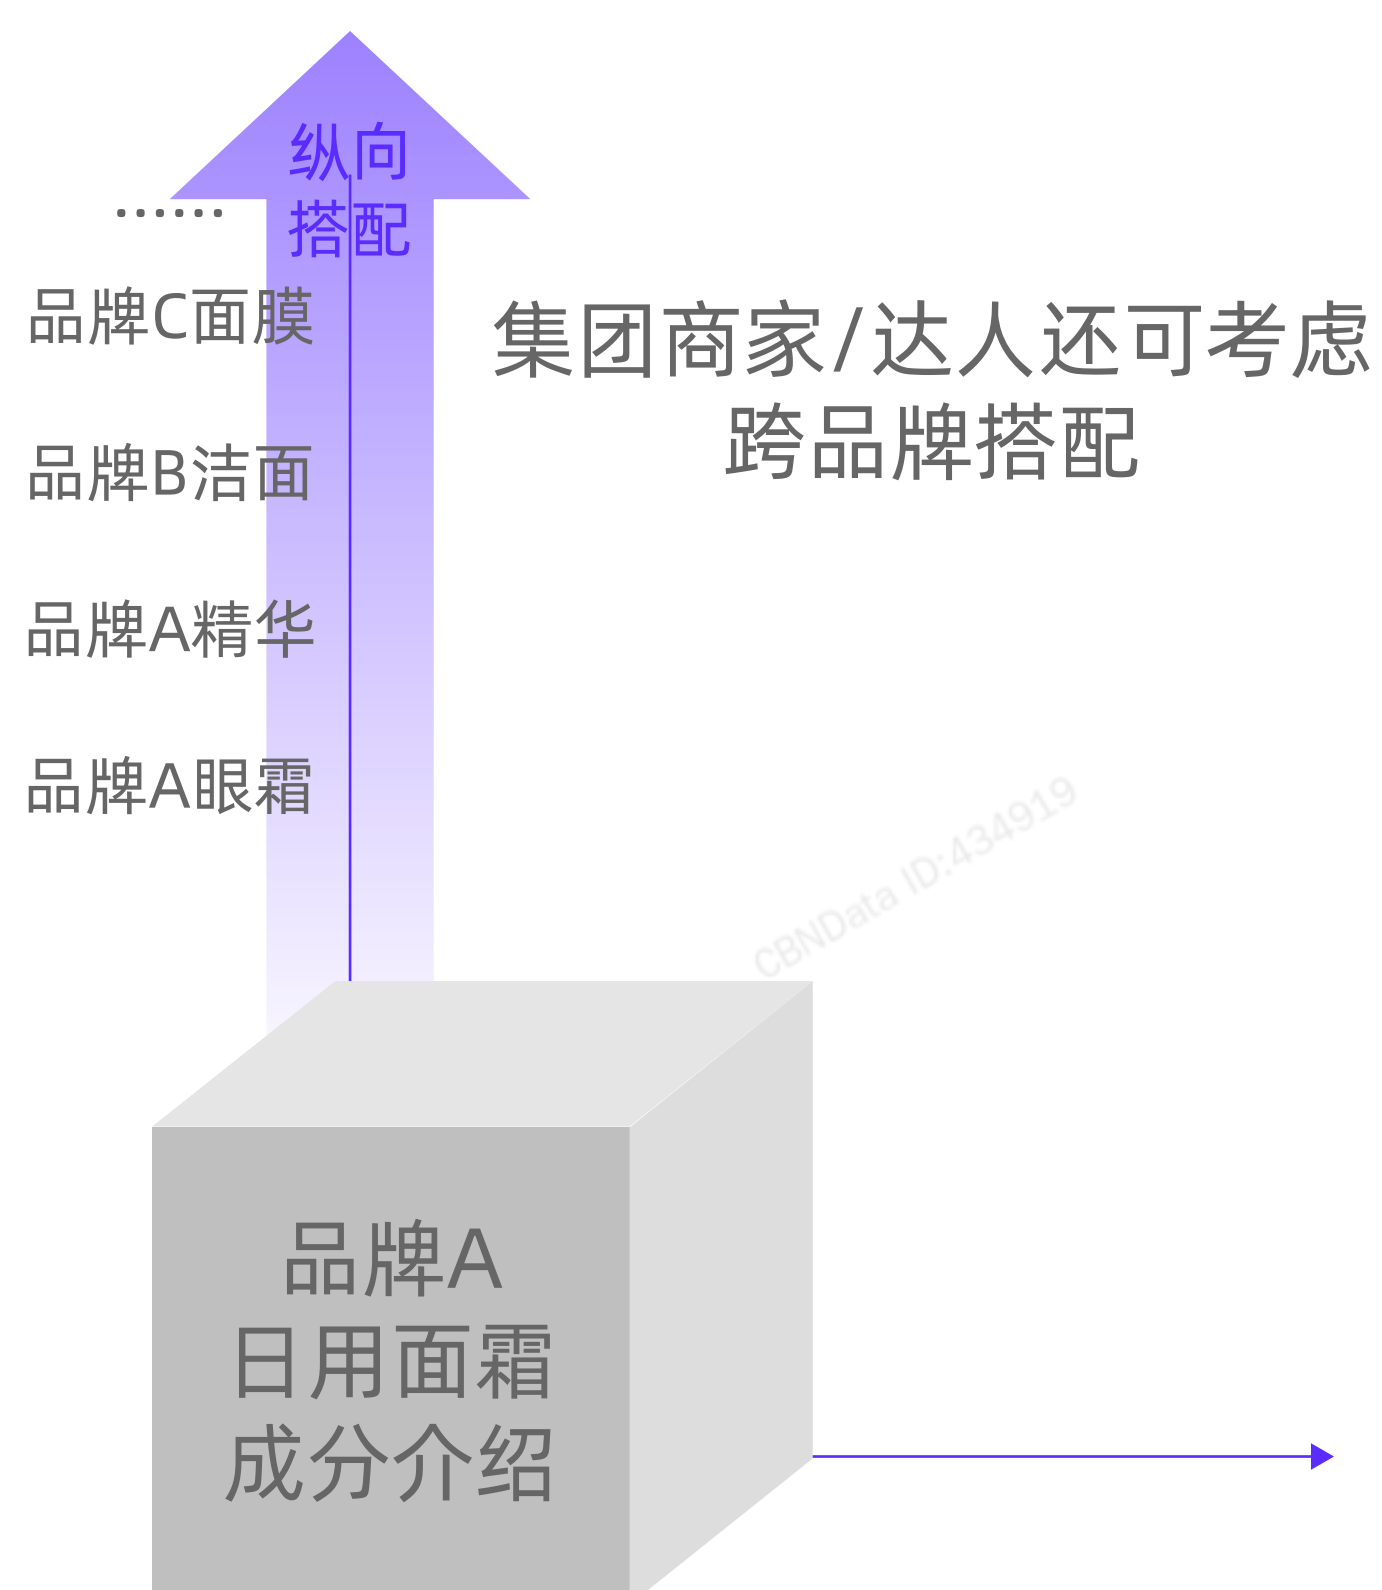 纵向
搭配
……
品牌C面膜
集团商家/达人还可考虑
跨品牌搭配
品牌B洁面
品牌A精华
品牌A眼霜
CBNData ID:434919
品牌A
日用面霜
成分介绍